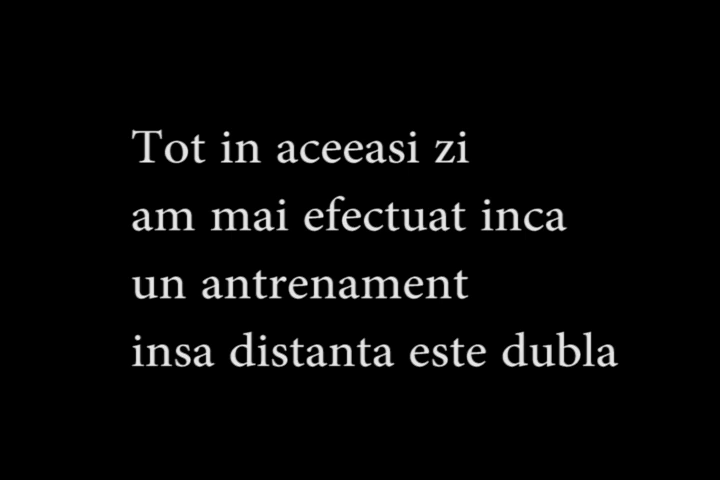 Tot in aceeasi zi
am mai efectuat inca
un antrenament
insa distanta este dubla